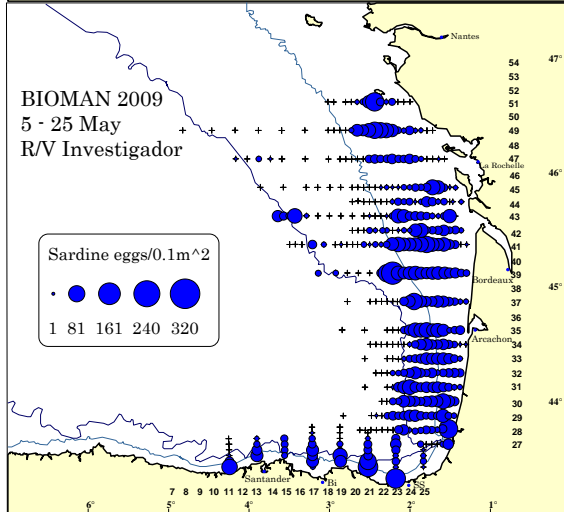 Nantes
54
47°
53
52
BIOMAN 2009
51
50
5 - 25 May
49
R/V Investigador
48
47
La Rochelle
46
46°
45
44
43
42
41
Sardine eggs/0.1m^2
40
39
Bordeaux
38
45°
1 81 161 240 320
37
36
35
Arcachon
34
33
32
31
30
44°
29
28
27
Santander
Bi
SS
7 8 9 10 11 12 13 14 15 16 17 18 19 20 21 22 23 24 25
6° 5° 4° 3° 2° 1°